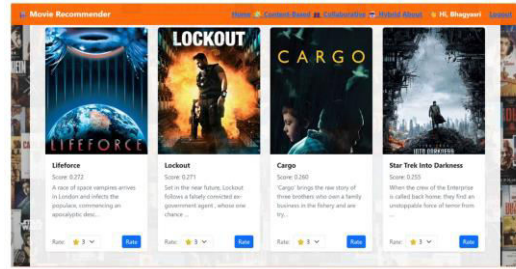 Movie Recommender
Home Content-Based Collaborative Hybrid About Hi, Bhagyasri Logout
LIFEFORCE
LOCKOUT
CARGO
INTO DARKNESS
Lifeforce
Score: 0.272
A race of space vampires arrives
in London and infects the
populace, commencing an
apocalyptic desc...
Rate: 3
Rate
Lockout
Score: 0.271
Set in the near future, Lockout
follows a falsely convicted ex-
government agent , whose one
chance ...
Rate: 3
Rate
Cargo
Score: 0.260
'Cargo' brings the raw story of
three brothers who own a family
business in the fishery and are
try...
Rate: 3
Rate
Star Trek Into Darkness
Score: 0.255
When the crew of the Enterprise
is called back home, they find an
unstoppable force of terror from
...
Rate: 3
Rate